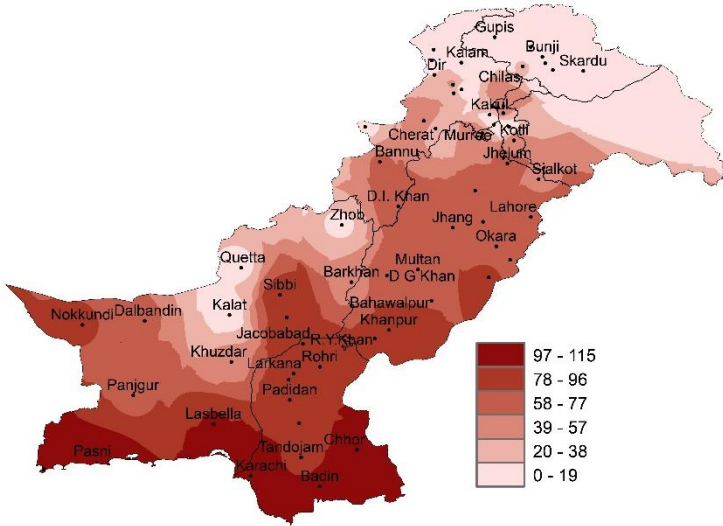 Gupis
Kalam
Bunji
Dir
Skardu
Chilas
Kakul
Cherat
Murree
Kotli
Bannu
Jhelum
Sialkot
D.I. Khan
Zhob
Jhang
Lahore
Okara
Quetta
Multan
Barkhan
D G Khan
Sibbi
Bahawalpur
Nokkundi
Dalbandin
Kalat
Khanpur
Jacobabad
R.Y.Khan
Khuzdar
Larkana
Rohri
Panjgur
Padidan
Lasbella
Pasni
Tandojam
Chhor
Karachi
Badin
97 - 115
78 - 96
58 - 77
39 - 57
20 - 38
0 - 19